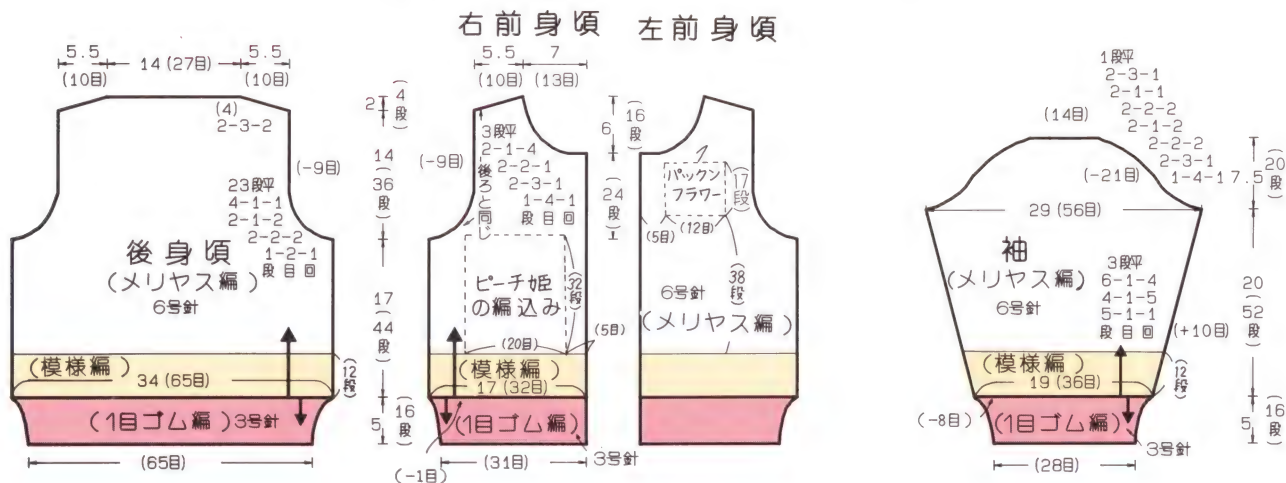 右前身頃
左前身頃
5.5
(10目)
14(27目)
5.5
(10目)
(4)
2-3-2
(-9目)
23段平
4-1-1
2-1-2
2-2-2
1-2-1
段目回
後身頃
(メリヤス編)
6号針
(模様編)
34(65目)
(12段)
(1目ゴム編)3号針
(65目)
2
(4段)
14
(36段)
17
(44段)
5
(16段)
5.5
(10目)
7
(13目)
(-9目)
後ろと同じ
3段平
2-1-4
2-2-1
2-3-1
1-4-1
段目回
ピーチ姫
の編込み
(32段)
(20目)
(5目)
(模様編)
17(32目)
(1目ゴム編)
3号針
(-1目)
(31目)
6
(16段)
(24段)
パックン
フラワー
(17段)
(5目)
(12目)
(38段)
6号針
(メリヤス編)
1段平
2-3-1
2-1-1
2-2-2
2-1-2
2-2-2
2-3-1
1-4-1
(14目)
(-21目)
7.5
(20段)
29(56目)
袖
(メリヤス編)
6号針
3段平
6-1-4
4-1-5
5-1-1
段目回
(+10目)
20
(52段)
(模様編)
19(36目)
(12段)
(-8目)
(1目ゴム編)
3号針
5
(16段)
(28目)